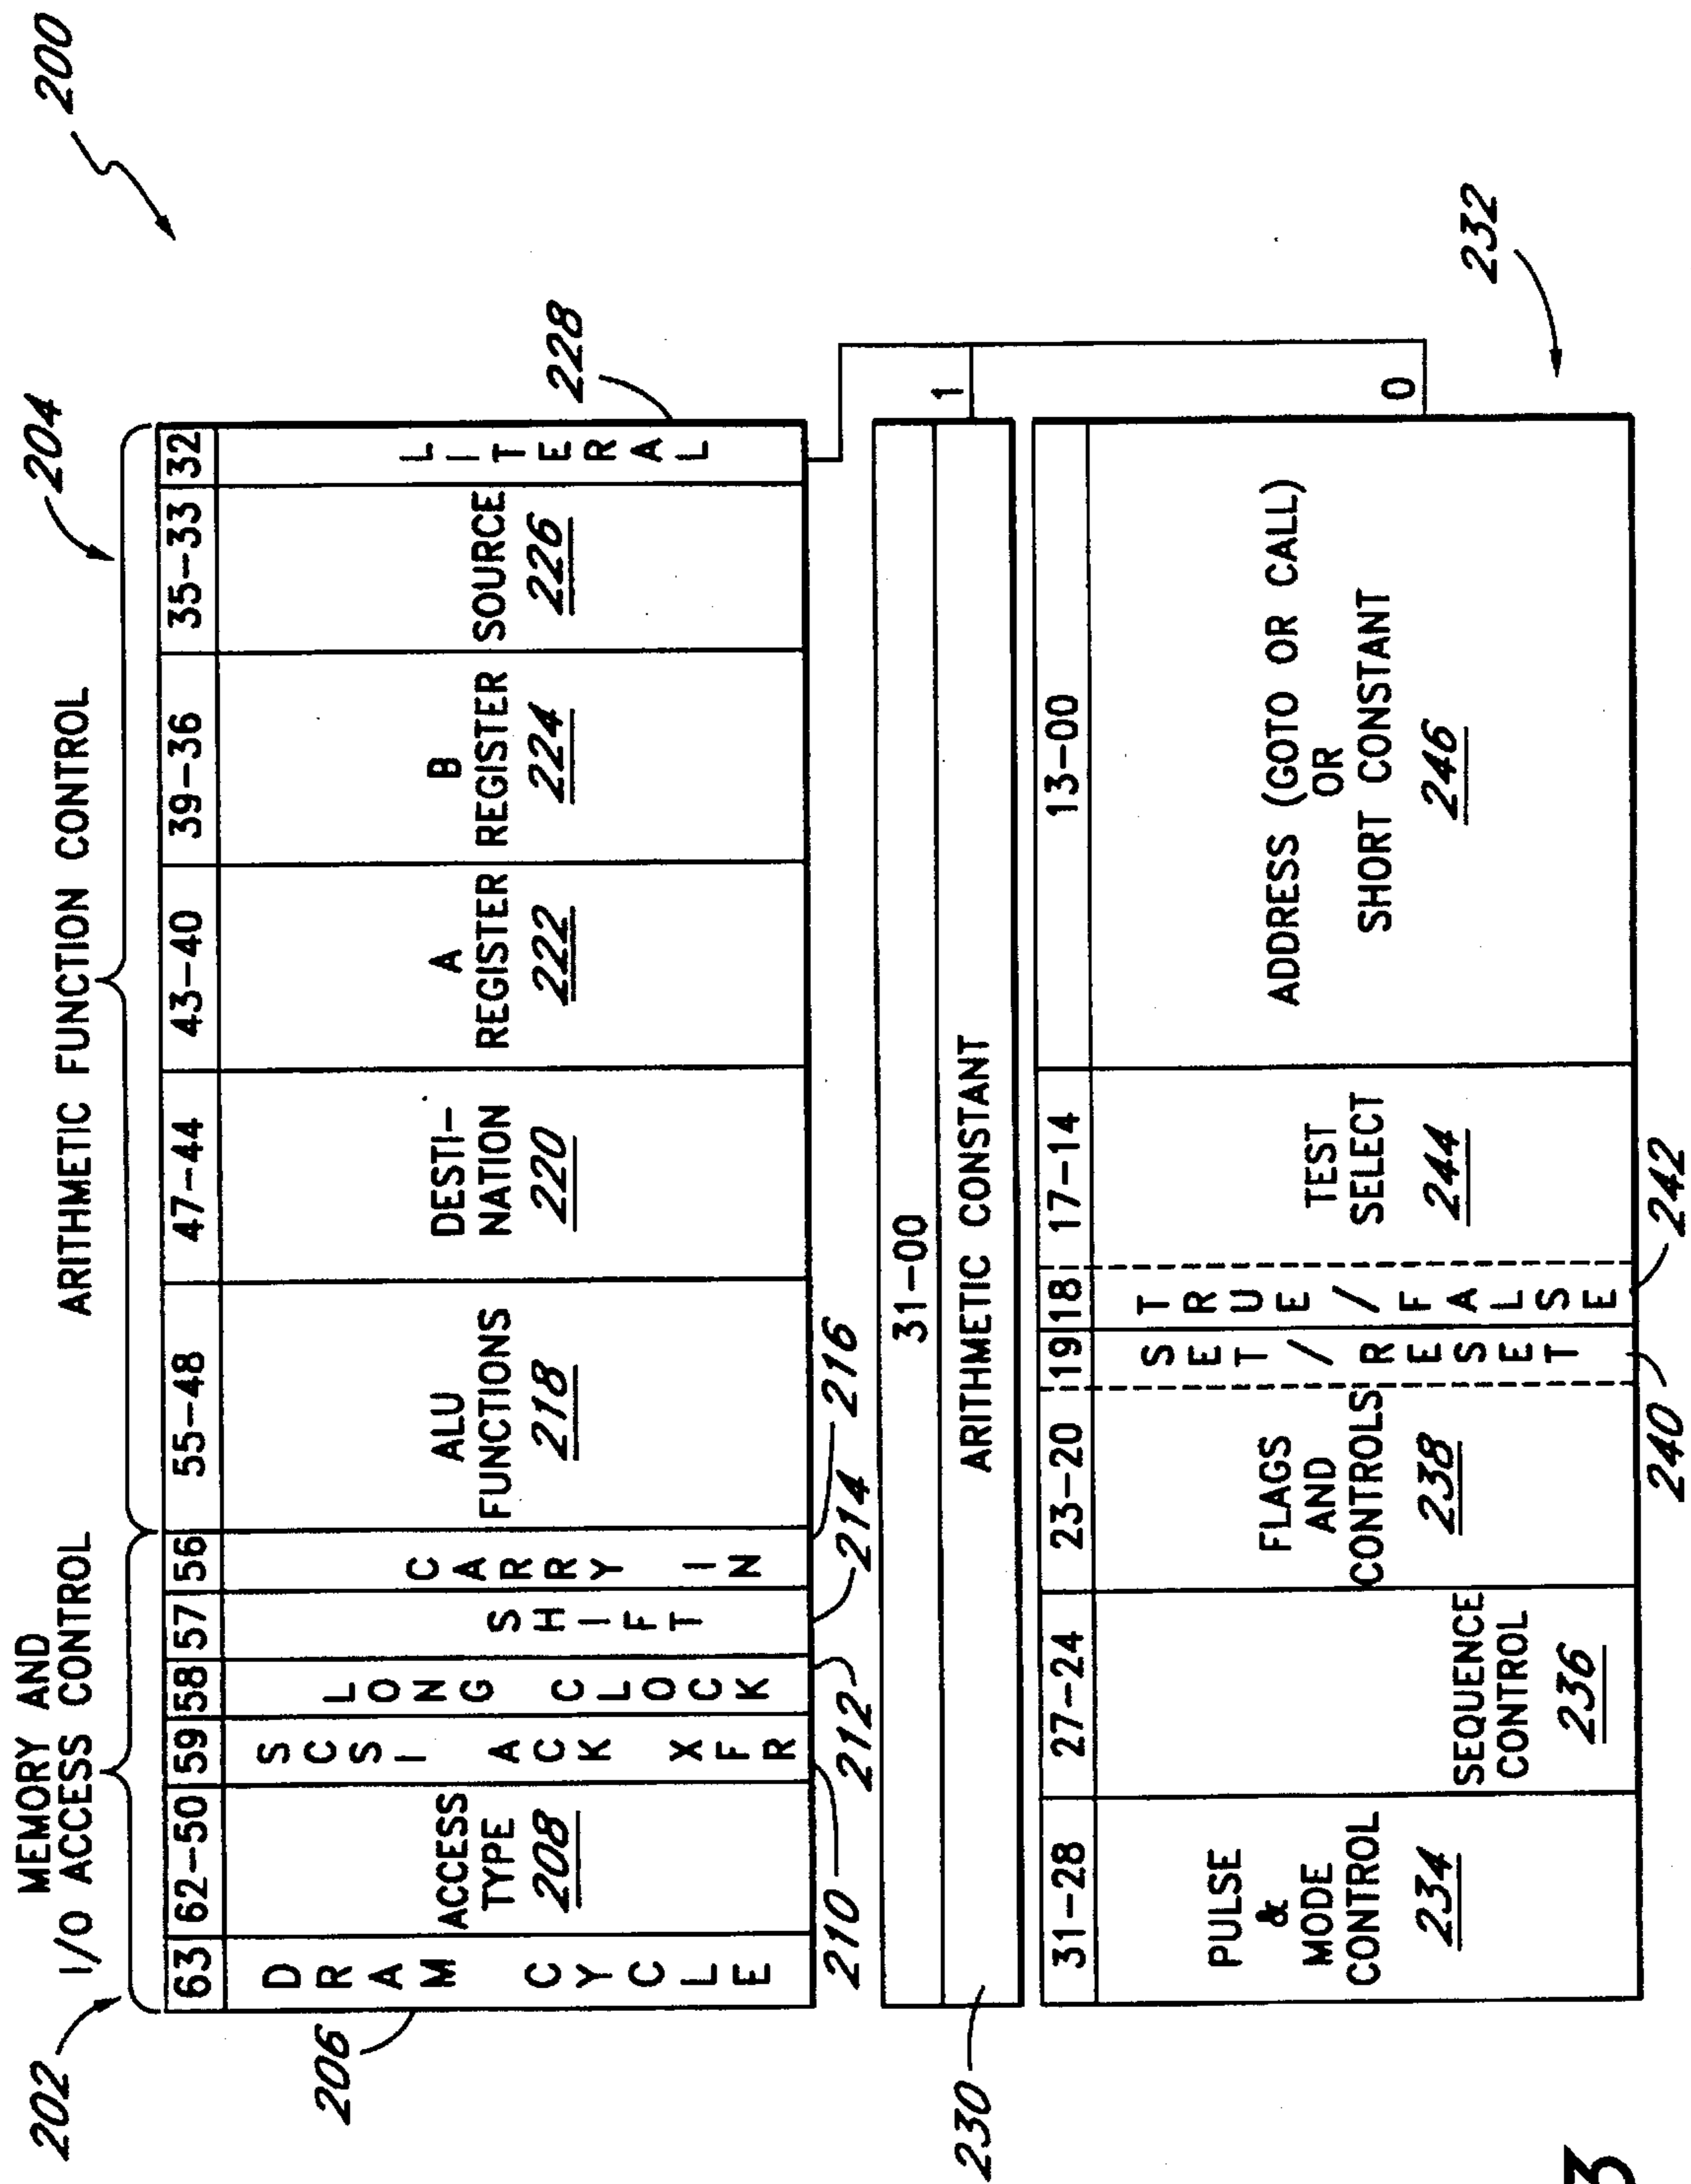 200
202
MEMORY AND
I/O ACCESS CONTROL
ARITHMETIC FUNCTION CONTROL
204
63
62-50
59
58
57
56
55-48
47-44
43-40
39-36
35-33
32
206
DRAM CYCLE
ACCESS
TYPE
208
SCSI ACK XFR
LONG CLOCK
SHIFT
CARRY IN
ALU
FUNCTIONS
218
DESTI-
NATION
220
A
REGISTER
222
B
REGISTER
224
SOURCE
226
LITERAL
228
210
212
214
216
230
31-00
ARITHMETIC CONSTANT
1
31-28
27-24
23-20
19
18
17-14
13-00
0
232
PULSE
&
MODE
CONTROL
234
SEQUENCE
CONTROL
236
FLAGS
AND
CONTROLS
238
SET/RESET
TRUE/FALSE
TEST
SELECT
244
ADDRESS (GOTO OR CALL)
OR
SHORT CONSTANT
246
240
242
3